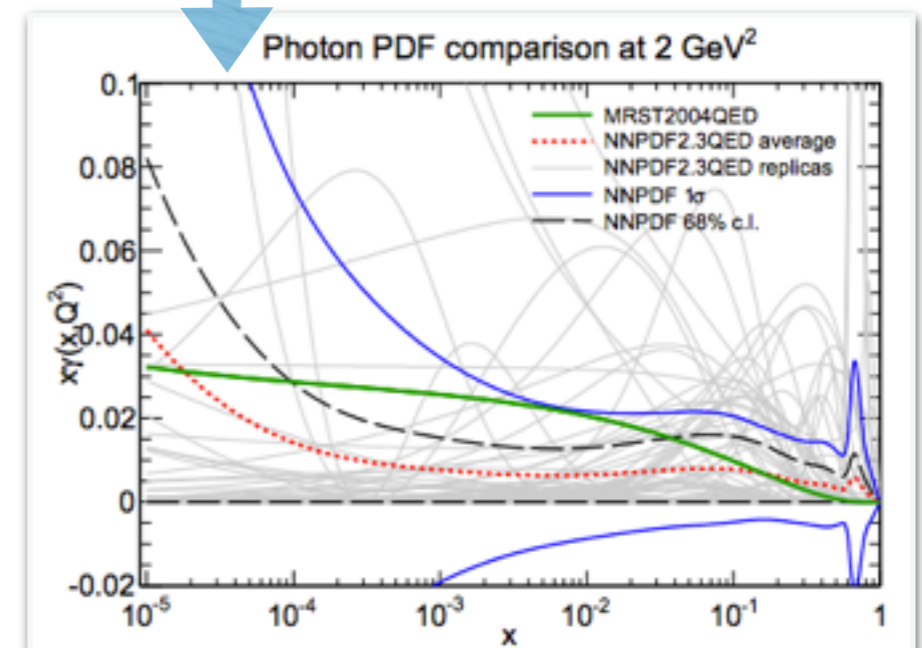 Photon PDF comparison at 2 GeV²
0.1
MRST2004QED
NNPDF2.3QED average
NNPDF2.3QED replicas
NNPDF 1σ
NNPDF 68% c.l.
0.08
0.06
0.04
0.02
0
-0.02
xγ(x,Q²)
10⁻⁵ 10⁻⁴ 10⁻³ 10⁻² 10⁻¹ 1
x